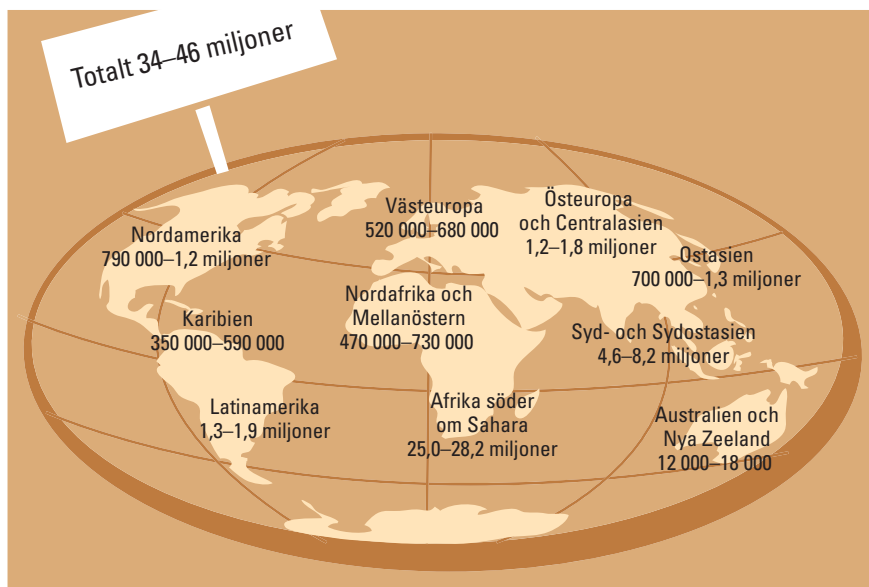 Totalt 34–46 miljoner
Västeuropa
520 000–680 000
Östeuropa
och Centralasien
1,2–1,8 miljoner
Nordamerika
790 000–1,2 miljoner
Ostasien
700 000–1,3 miljoner
Karibien
350 000–590 000
Nordafrika och
Mellanöstern
470 000–730 000
Syd- och Sydostasien
4,6–8,2 miljoner
Latinamerika
1,3–1,9 miljoner
Afrika söder
om Sahara
25,0–28,2 miljoner
Australien och
Nya Zeeland
12 000–18 000